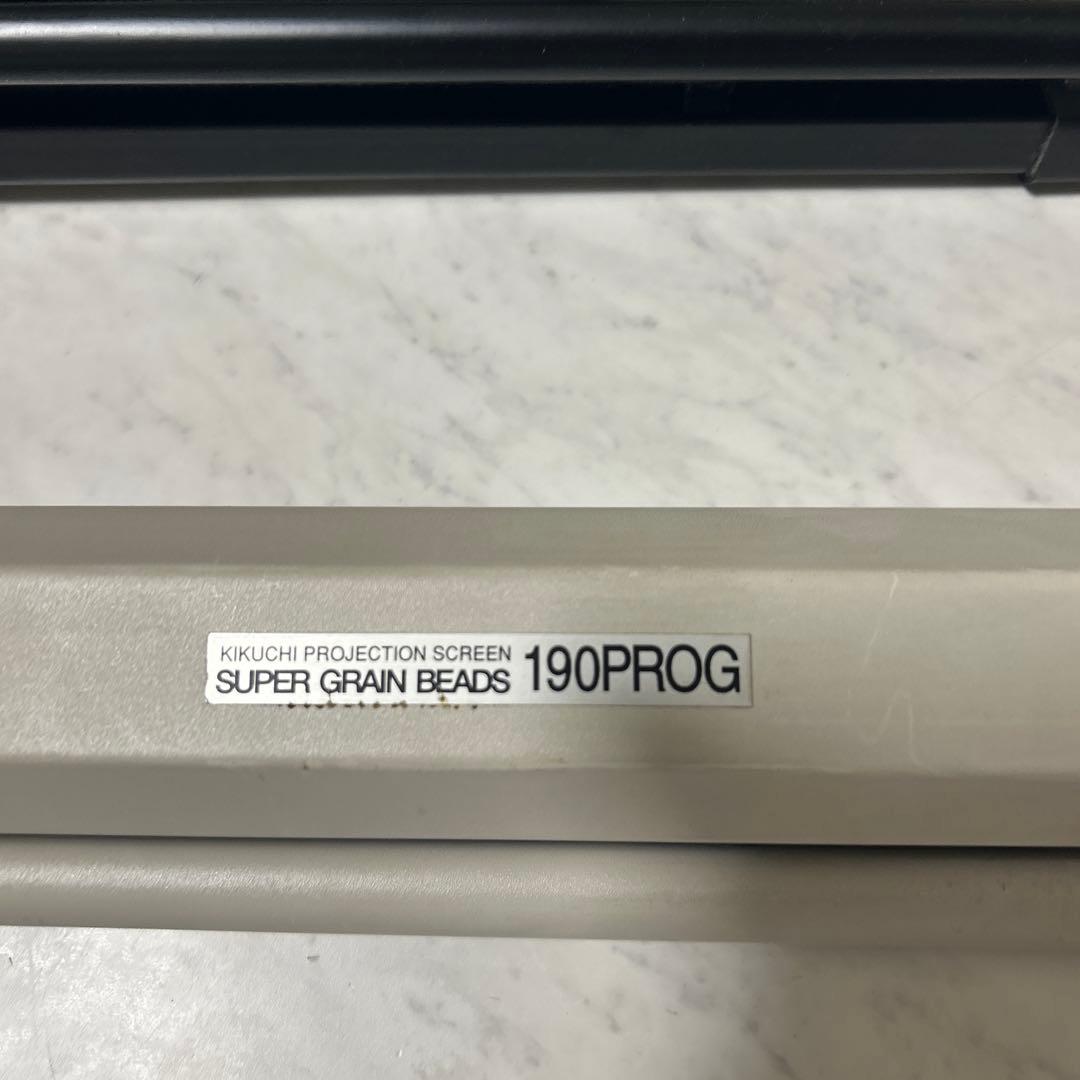 KIKUCHI PROJECTION SCREEN
SUPER GRAIN BEADS 190PROG